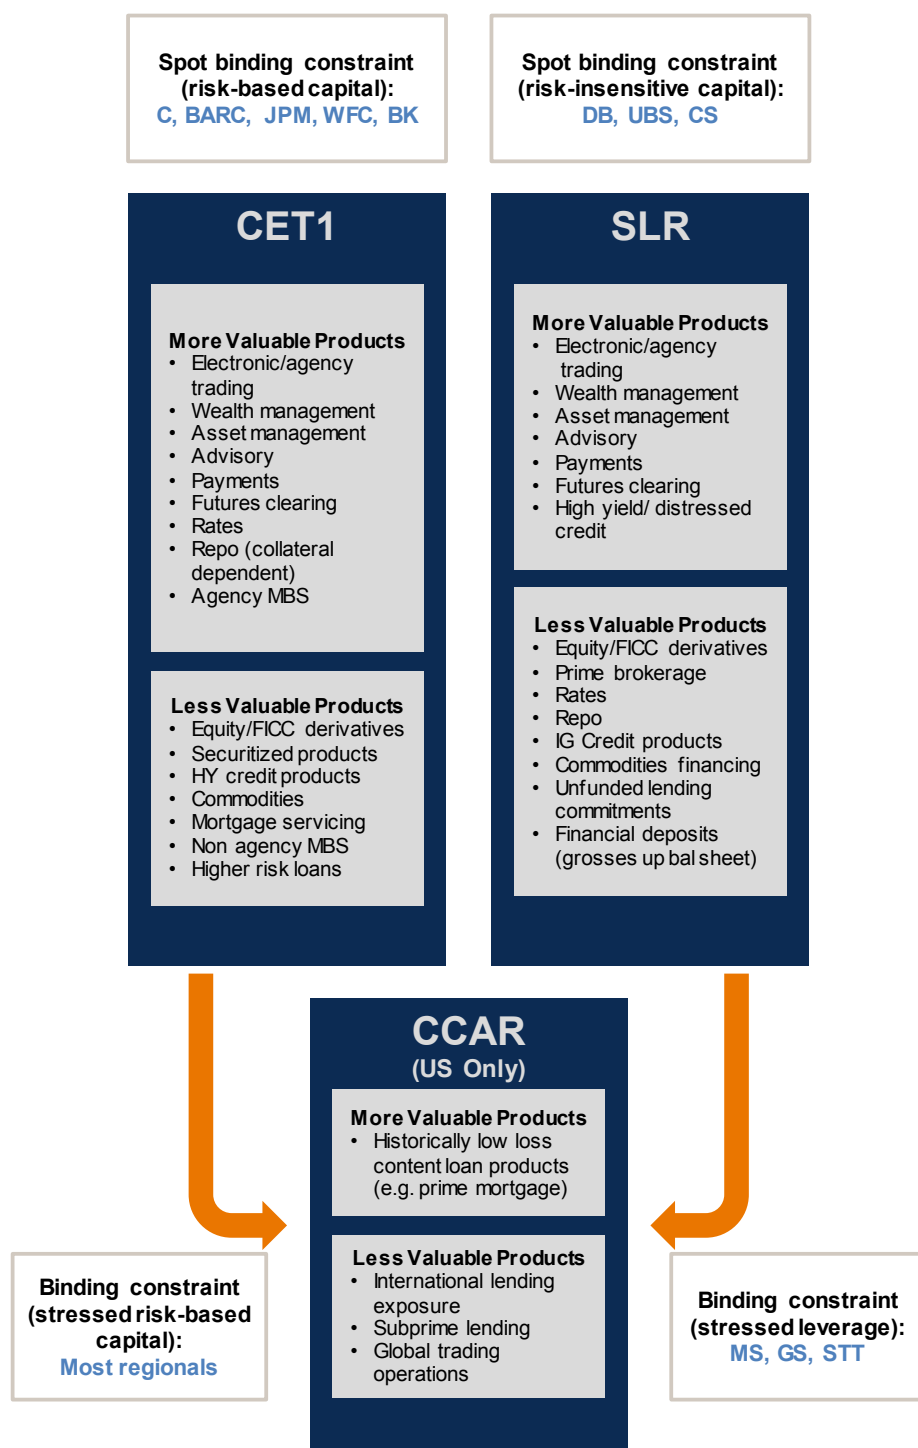 Spot binding constraint
(risk-based capital):
C, BARC, JPM, WFC, BK
Spot binding constraint
(risk-insensitive capital):
DB, UBS, CS
CET1
More Valuable Products
• Electronic/agency
trading
• Wealth management
• Asset management
• Advisory
• Payments
• Futures clearing
• Rates
• Repo (collateral
dependent)
• Agency MBS
Less Valuable Products
• Equity/FICC derivatives
• Securitized products
• HY credit products
• Commodities
• Mortgage servicing
• Non agency MBS
• Higher risk loans
SLR
More Valuable Products
• Electronic/agency
trading
• Wealth management
• Asset management
• Advisory
• Payments
• Futures clearing
• High yield/ distressed
credit
Less Valuable Products
• Equity/FICC derivatives
• Prime brokerage
• Rates
• Repo
• IG Credit products
• Commodities financing
• Unfunded lending
commitments
• Financial deposits
(grosses up bal sheet)
CCAR
(US Only)
More Valuable Products
• Historically low loss
content loan products
(e.g. prime mortgage)
Less Valuable Products
• International lending
exposure
• Subprime lending
• Global trading
operations
Binding constraint
(stressed risk-based
capital):
Most regionals
Binding constraint
(stressed leverage):
MS, GS, STT